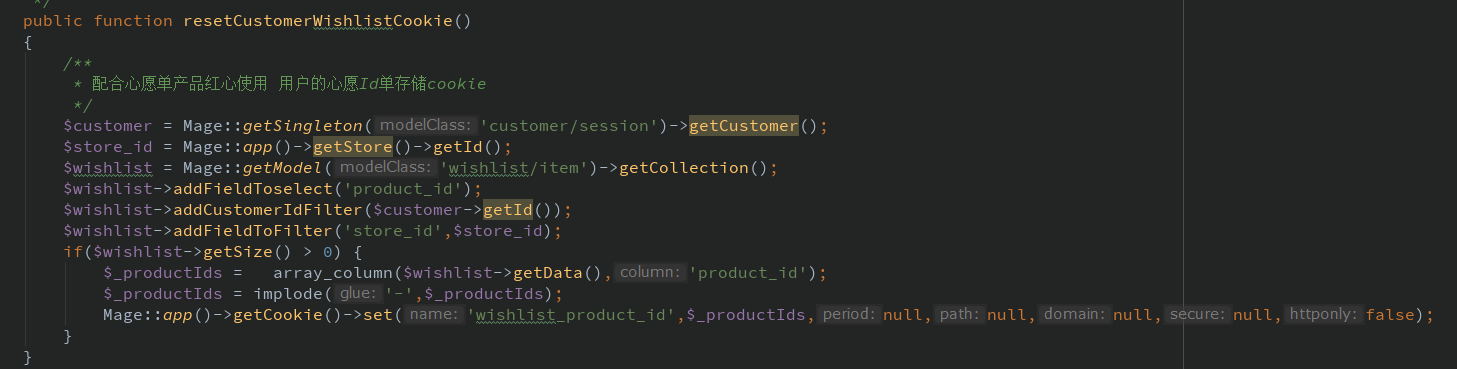 */
public function resetCustomerWishlistCookie()
{
/**
* 配合心愿单产品红心使用 用户的心愿Id单存储cookie
*/
$customer = Mage::getSingleton( modelClass: 'customer/session')->getCustomer();
$store_id = Mage::app()->getStore()->getId();
$wishlist = Mage::getModel( modelClass: 'wishlist/item')->getCollection();
$wishlist->addFieldToselect('product_id');
$wishlist->addCustomerIdFilter($customer->getId());
$wishlist->addFieldToFilter('store_id',$store_id);
if($wishlist->getSize() > 0) {
$_productIds =   array_column($wishlist->getData(), column: 'product_id');
$_productIds = implode( glue: '-',$_productIds);
Mage::app()->getCookie()->set( name: 'wishlist_product_id',$_productIds, period: null, path: null, domain: null, secure: null, httponly: false);
}
}